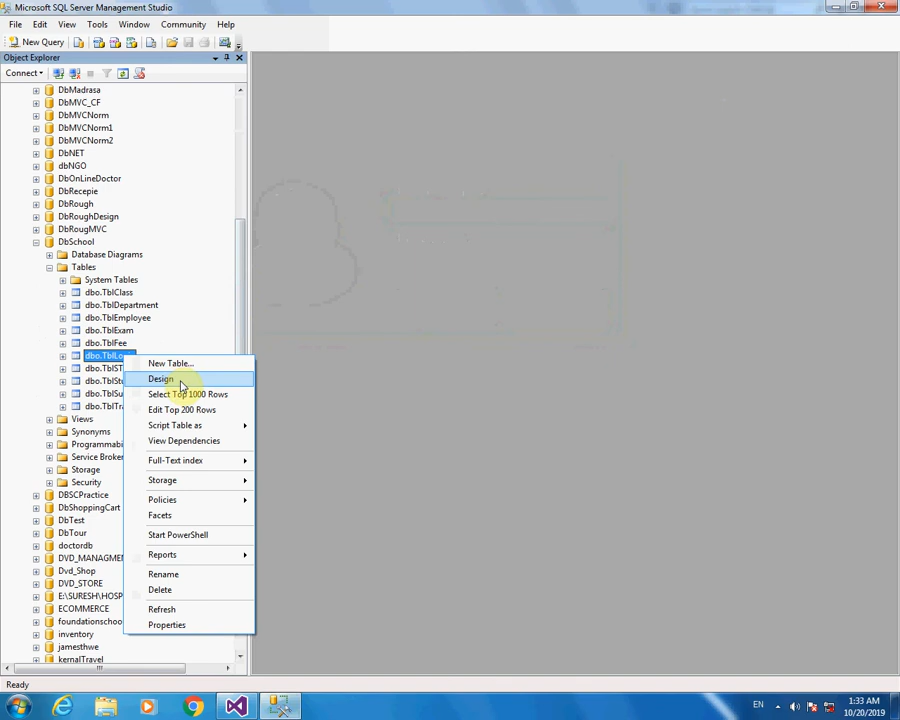 Microsoft SQL Server Management Studio
File Edit View Tools Window Community Help
New Query
Object Explorer
Connect
DbMadrasa
DbMVC_CF
DbMVCNorm
DbMVCNorm1
DbMVCNorm2
DbNET
dbNGO
DbOnLineDoctor
DbRecepie
DbRough
DbRoughDesign
DbRougMVC
DbSchool
Database Diagrams
Tables
System Tables
dbo.TblClass
dbo.TblDepartment
dbo.TblEmployee
dbo.TblExam
dbo.TblFee
Views
Synonyms
Storage
Security
DBSCPractice
DbShoppingCart
DbTest
DbTour
doctordb
DVD_MANAGMEN
Dvd_Shop
DVD_STORE
E:\SURESH\HOSP
ECOMMERCE
foundationschoo
inventory
jamesthwe
kernalTravel
New Table...
Design
Select Top 1000 Rows
Edit Top 200 Rows
Script Table as
View Dependencies
Full-Text index
Storage
Policies
Facets
Start PowerShell
Reports
Rename
Delete
Refresh
Properties
Ready
EN
1:33 AM
10/20/2019